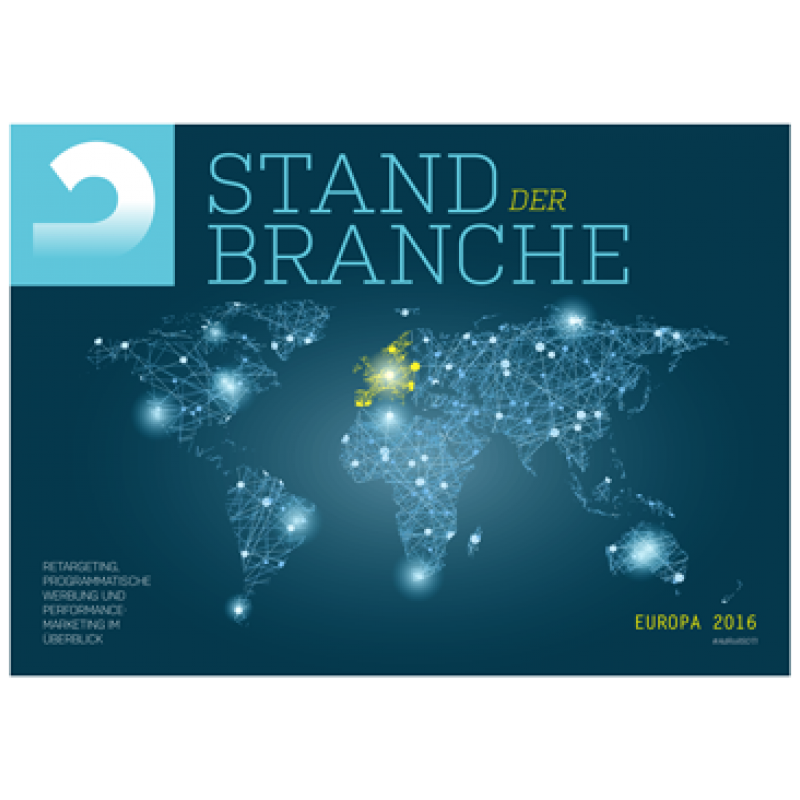 STAND DER
BRANCHE
RETARGETING,
PROGRAMMATISCHE
WERBUNG UND
PERFORMANCE-
MARKETING IM
ÜBERBLICK
EUROPA 2016